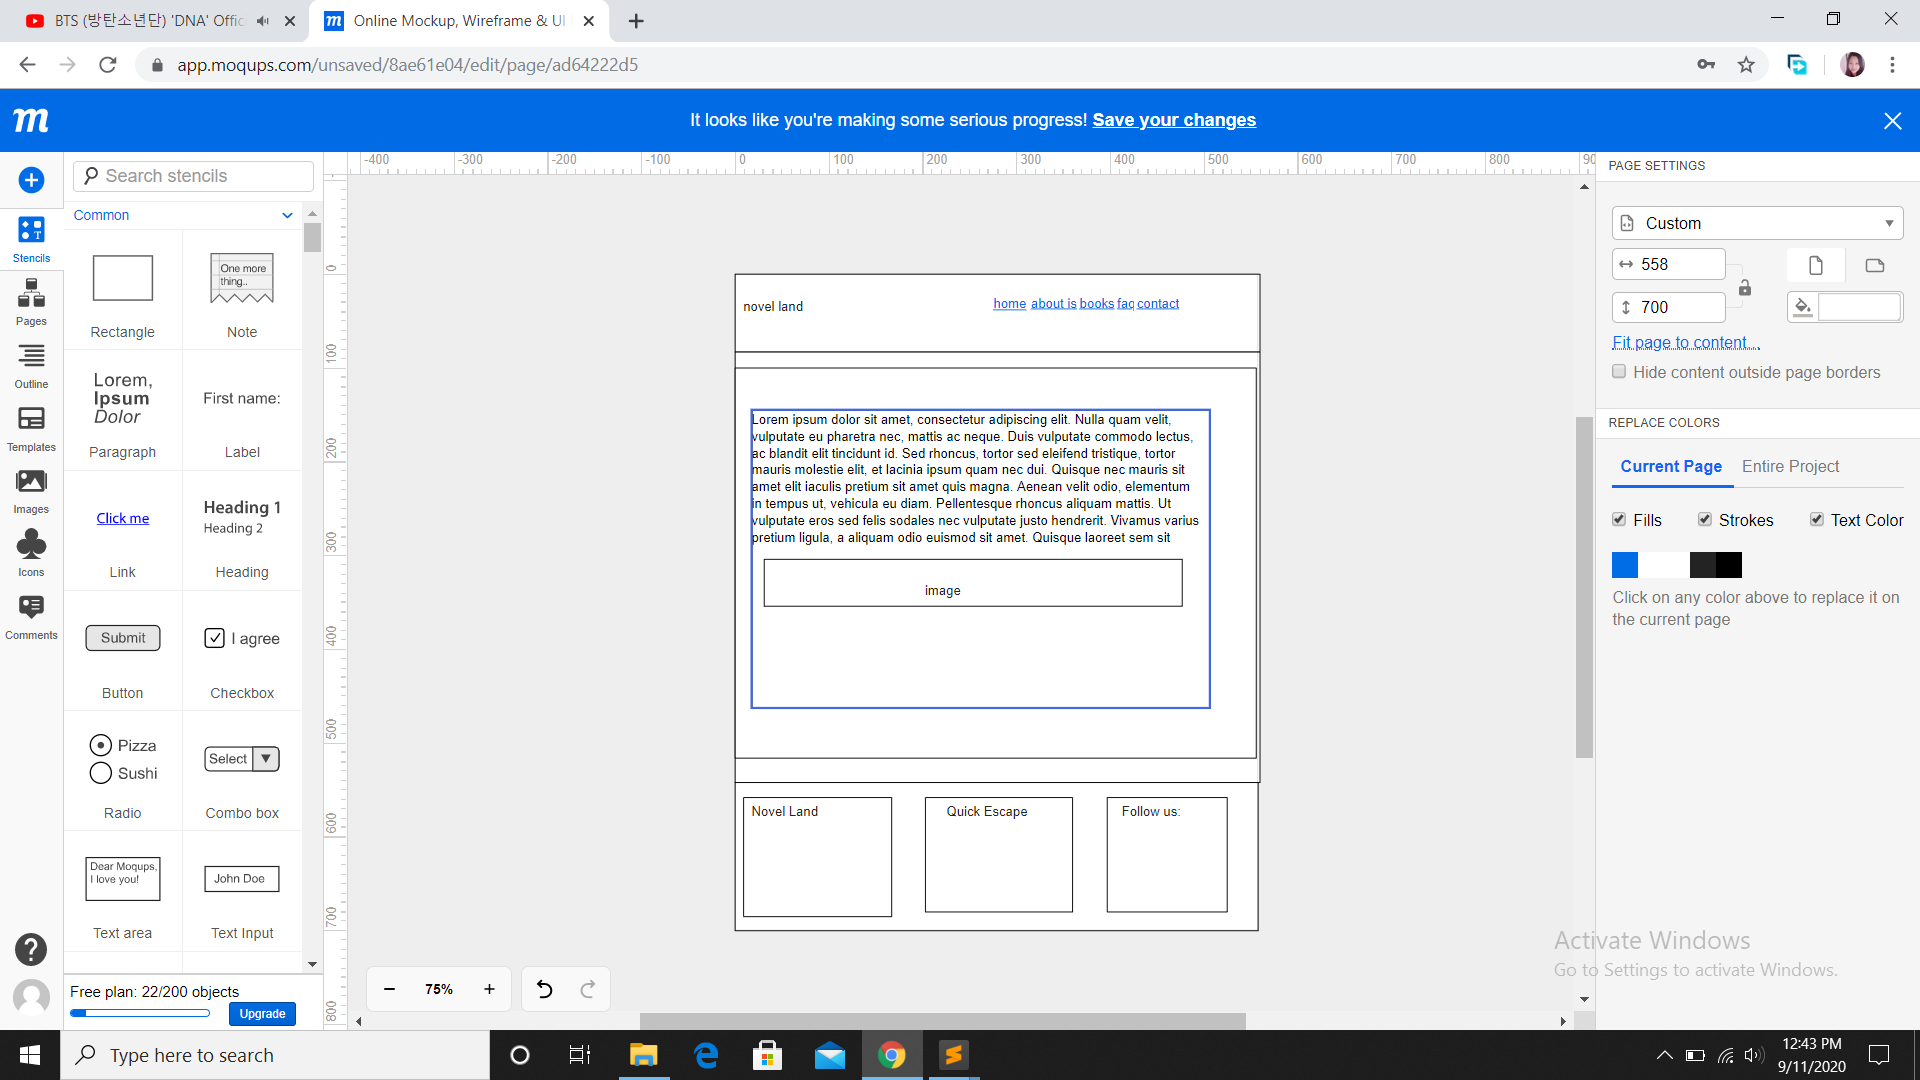 BTS (방탄소년단) 'DNA' Offic
Online Mockup, Wireframe & UI
app.moqups.com/unsaved/8ae61e04/edit/page/ad64222d5
m
It looks like you're making some serious progress! Save your changes
Stencils
Pages
Outline
Templates
Images
Icons
Comments
Search stencils
Common
One more
thing..
Rectangle
Note
Lorem,
Ipsum
Dolor
First name:
Paragraph
Label
Click me
Heading 1
Heading 2
Link
Heading
Submit
I agree
Button
Checkbox
Pizza
Sushi
Select
Radio
Combo box
Dear Moqups,
I love you!
John Doe
Text area
Text Input
Free plan: 22/200 objects
Upgrade
-400 -300 -200 -100 0 100 200 300 400 500 600 700 800 90
0
100
200
300
400
500
600
700
800
novel land
home about is books faq contact
Lorem ipsum dolor sit amet, consectetur adipiscing elit. Nulla quam velit,
vulputate eu pharetra nec, mattis ac neque. Duis vulputate commodo lectus,
ac blandit elit tincidunt id. Sed rhoncus, tortor sed eleifend tristique, tortor
mauris molestie elit, et lacinia ipsum quam nec dui. Quisque nec mauris sit
amet elit iaculis pretium sit amet quis magna. Aenean velit odio, elementum
in tempus ut, vehicula eu diam. Pellentesque rhoncus aliquam mattis. Ut
vulputate eros sed felis sodales nec vulputate justo hendrerit. Vivamus varius
pretium ligula, a aliquam odio euismod sit amet. Quisque laoreet sem sit
image
Novel Land
Quick Escape
Follow us:
75%
PAGE SETTINGS
Custom
558
700
Fit page to content...
Hide content outside page borders
REPLACE COLORS
Current Page
Entire Project
Fills
Strokes
Text Color
Click on any color above to replace it on
the current page
Activate Windows
Go to Settings to activate Windows.
Type here to search
12:43 PM
9/11/2020